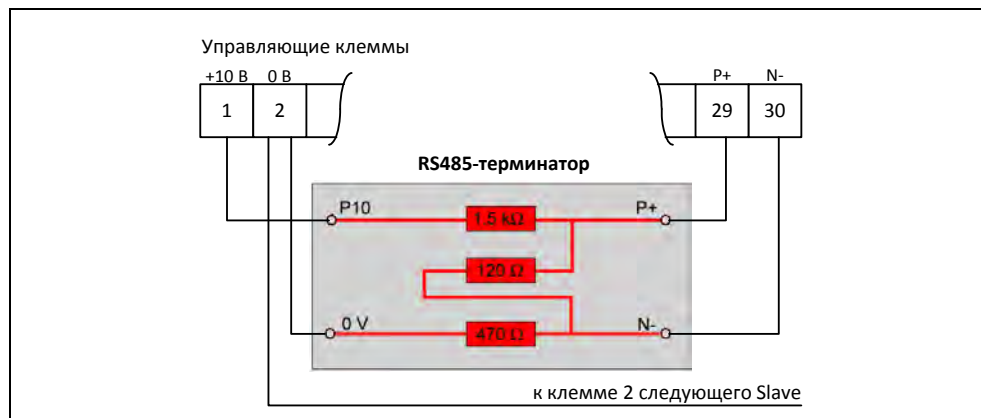 Управляющие клеммы
+10 В 0 В P+ N-
1 2 29 30
RS485-терминатор
P10 1.5 kΩ P+
120 Ω
0 V 470 Ω N-
к клемме 2 следующего Slave